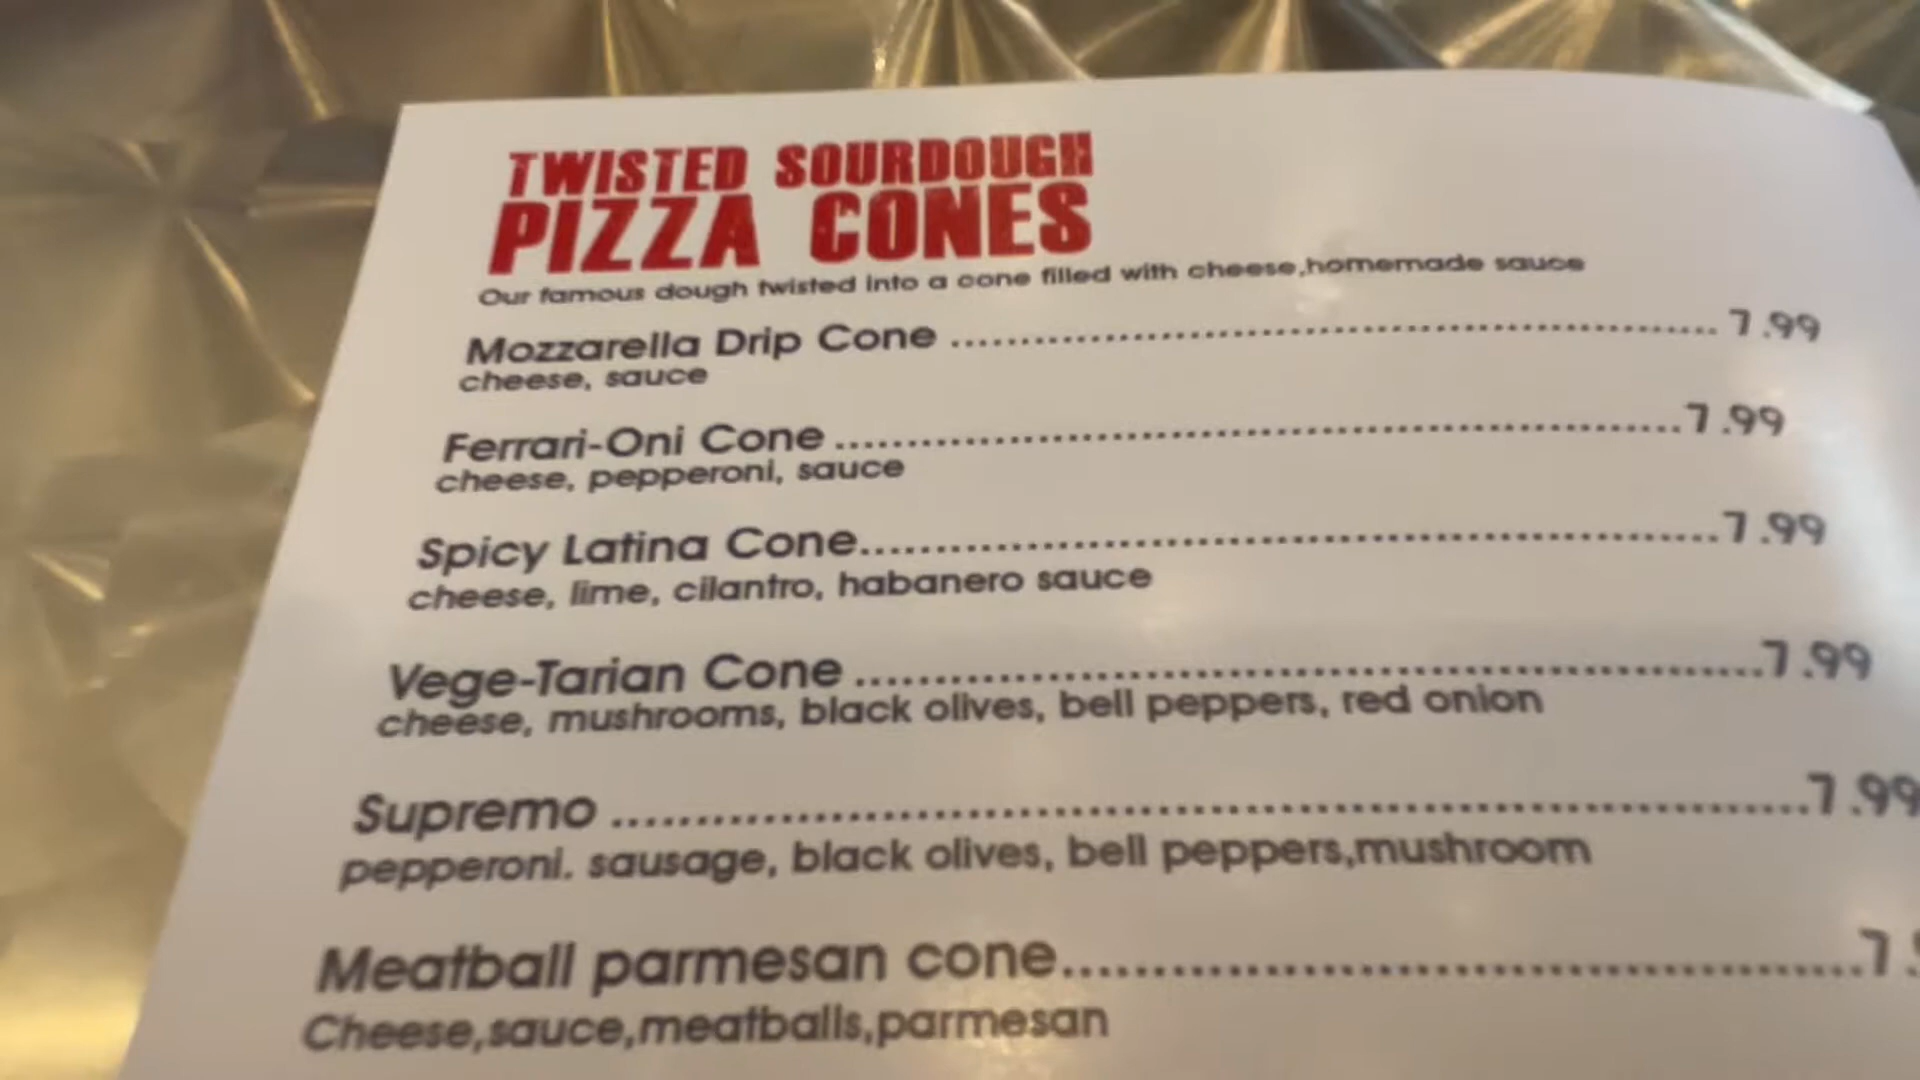 TWISTED SOURDOUGH
PIZZA CONES
Our famous dough twisted into a cone filled with cheese,homemade sauce
Mozzarella Drip Cone ........................................................ 7.99
cheese, sauce
Ferrari-Oni Cone ............................................................7.99
cheese, pepperoni, sauce
Spicy Latina Cone............................................................7.99
cheese, lime, cilantro, habanero sauce
Vege-Tarian Cone ............................................................7.99
cheese, mushrooms, black olives, bell peppers, red onion
Supremo ......................................................................7.99
pepperoni. sausage, black olives, bell peppers,mushroom
Meatball parmesan cone.......................................................7.
Cheese,sauce,meatballs,parmesan